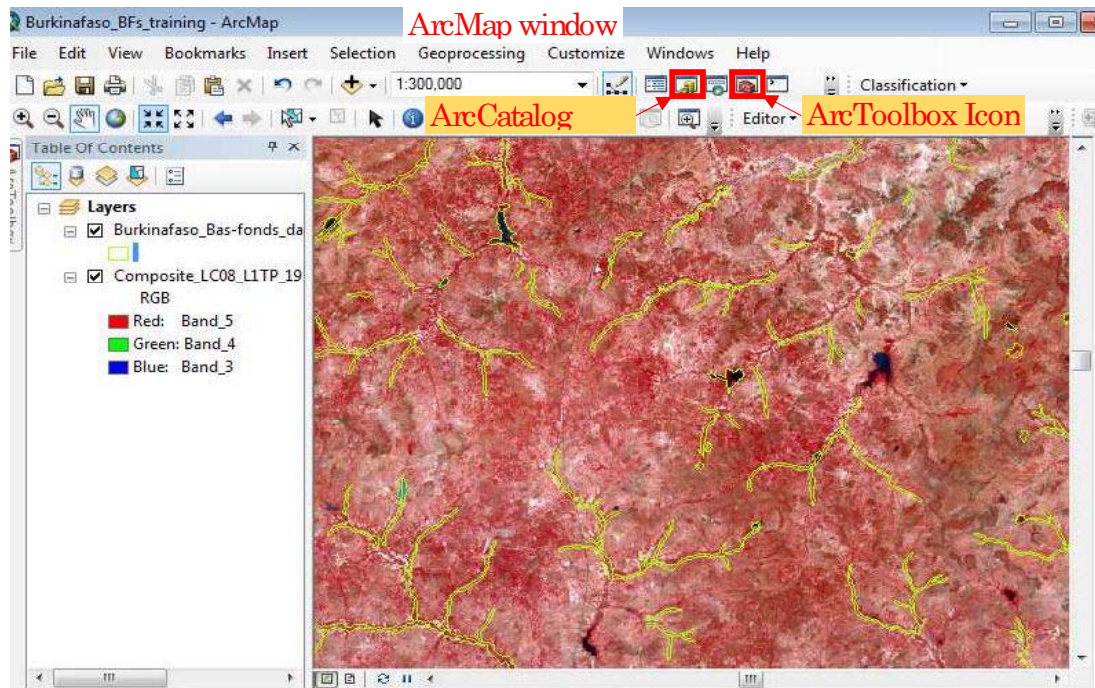 Burkinafaso_BFs_training - ArcMap
ArcMap window
File Edit View Bookmarks Insert Selection Geoprocessing Customize Windows Help
1:300,000
Classification
ArcCatalog
Editor
ArcToolbox Icon
Table Of Contents
Layers
Burkinafaso_Bas-fonds_da
Composite_LC08_L1TP_19
RGB
Red: Band_5
Green: Band_4
Blue: Band_3